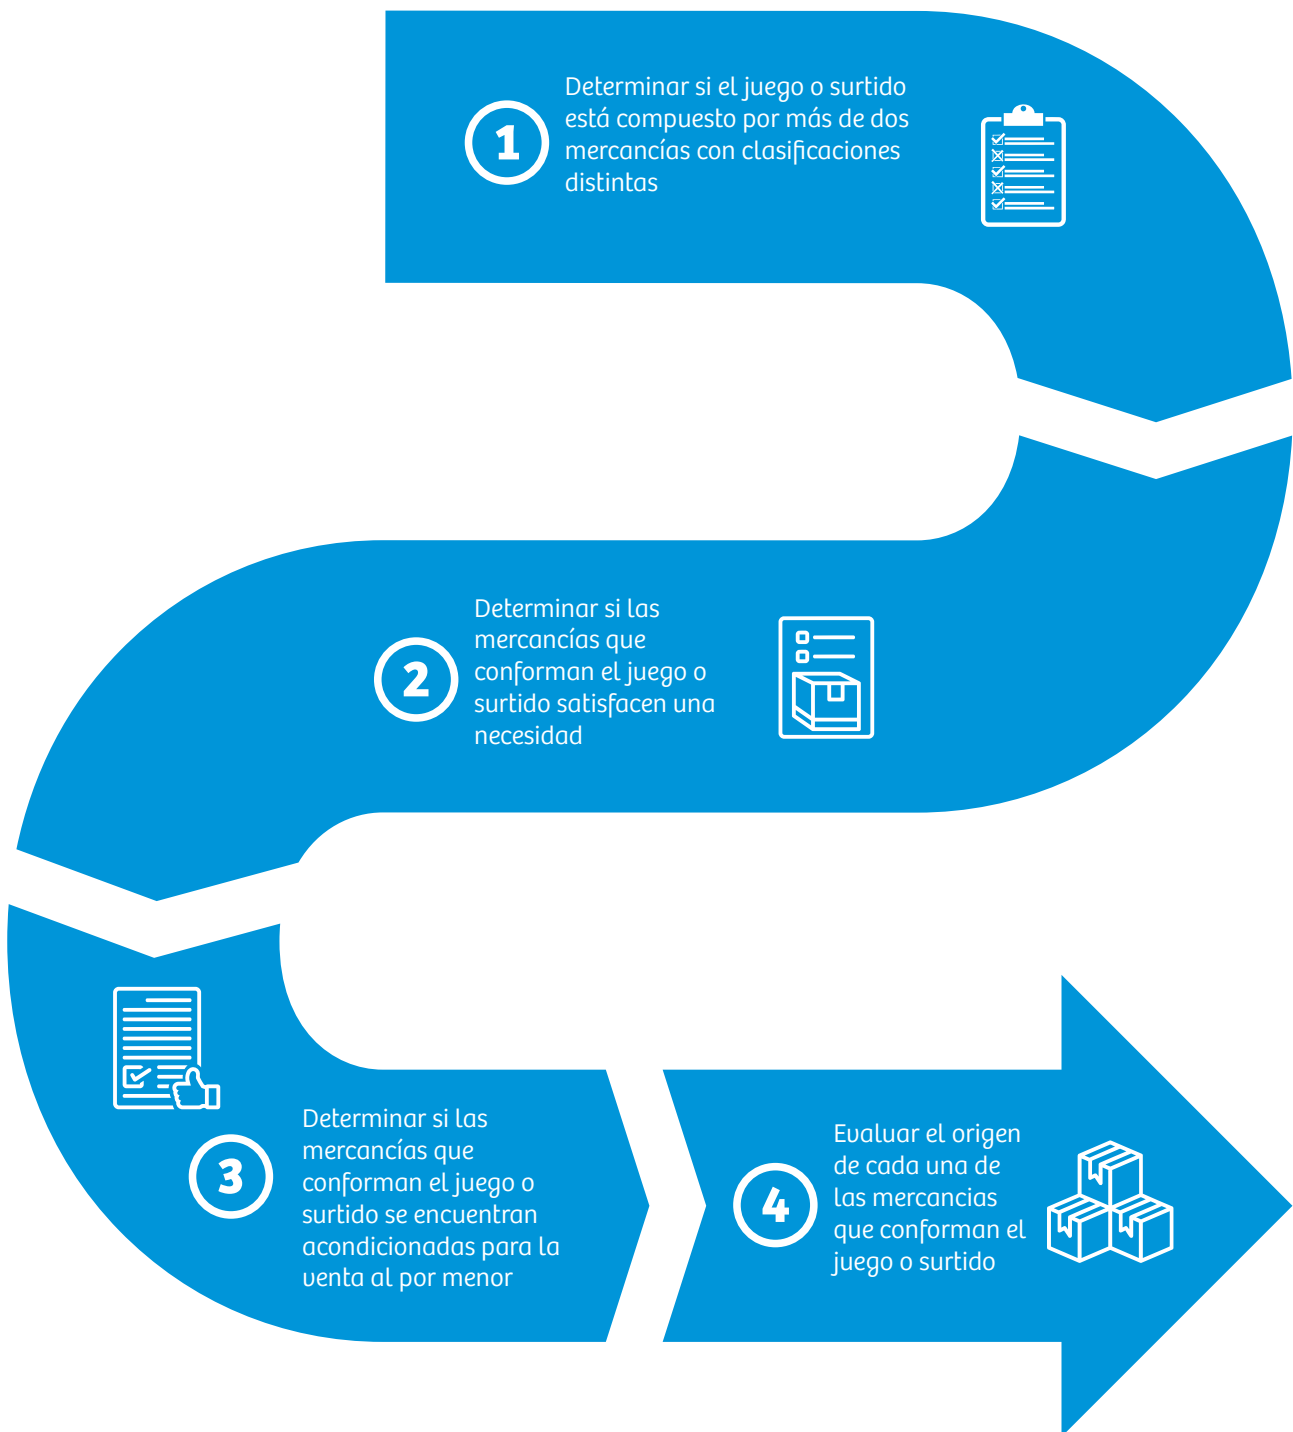 1
Determinar si el juego o surtido
está compuesto por más de dos
mercancías con clasificaciones
distintas
2
Determinar si las
mercancías que
conforman el juego o
surtido satisfacen una
necesidad
3
Determinar si las
mercancías que
conforman el juego o
surtido se encuentran
acondicionadas para la
venta al por menor
4
Evaluar el origen
de cada una de
las mercancias
que conforman el
juego o surtido